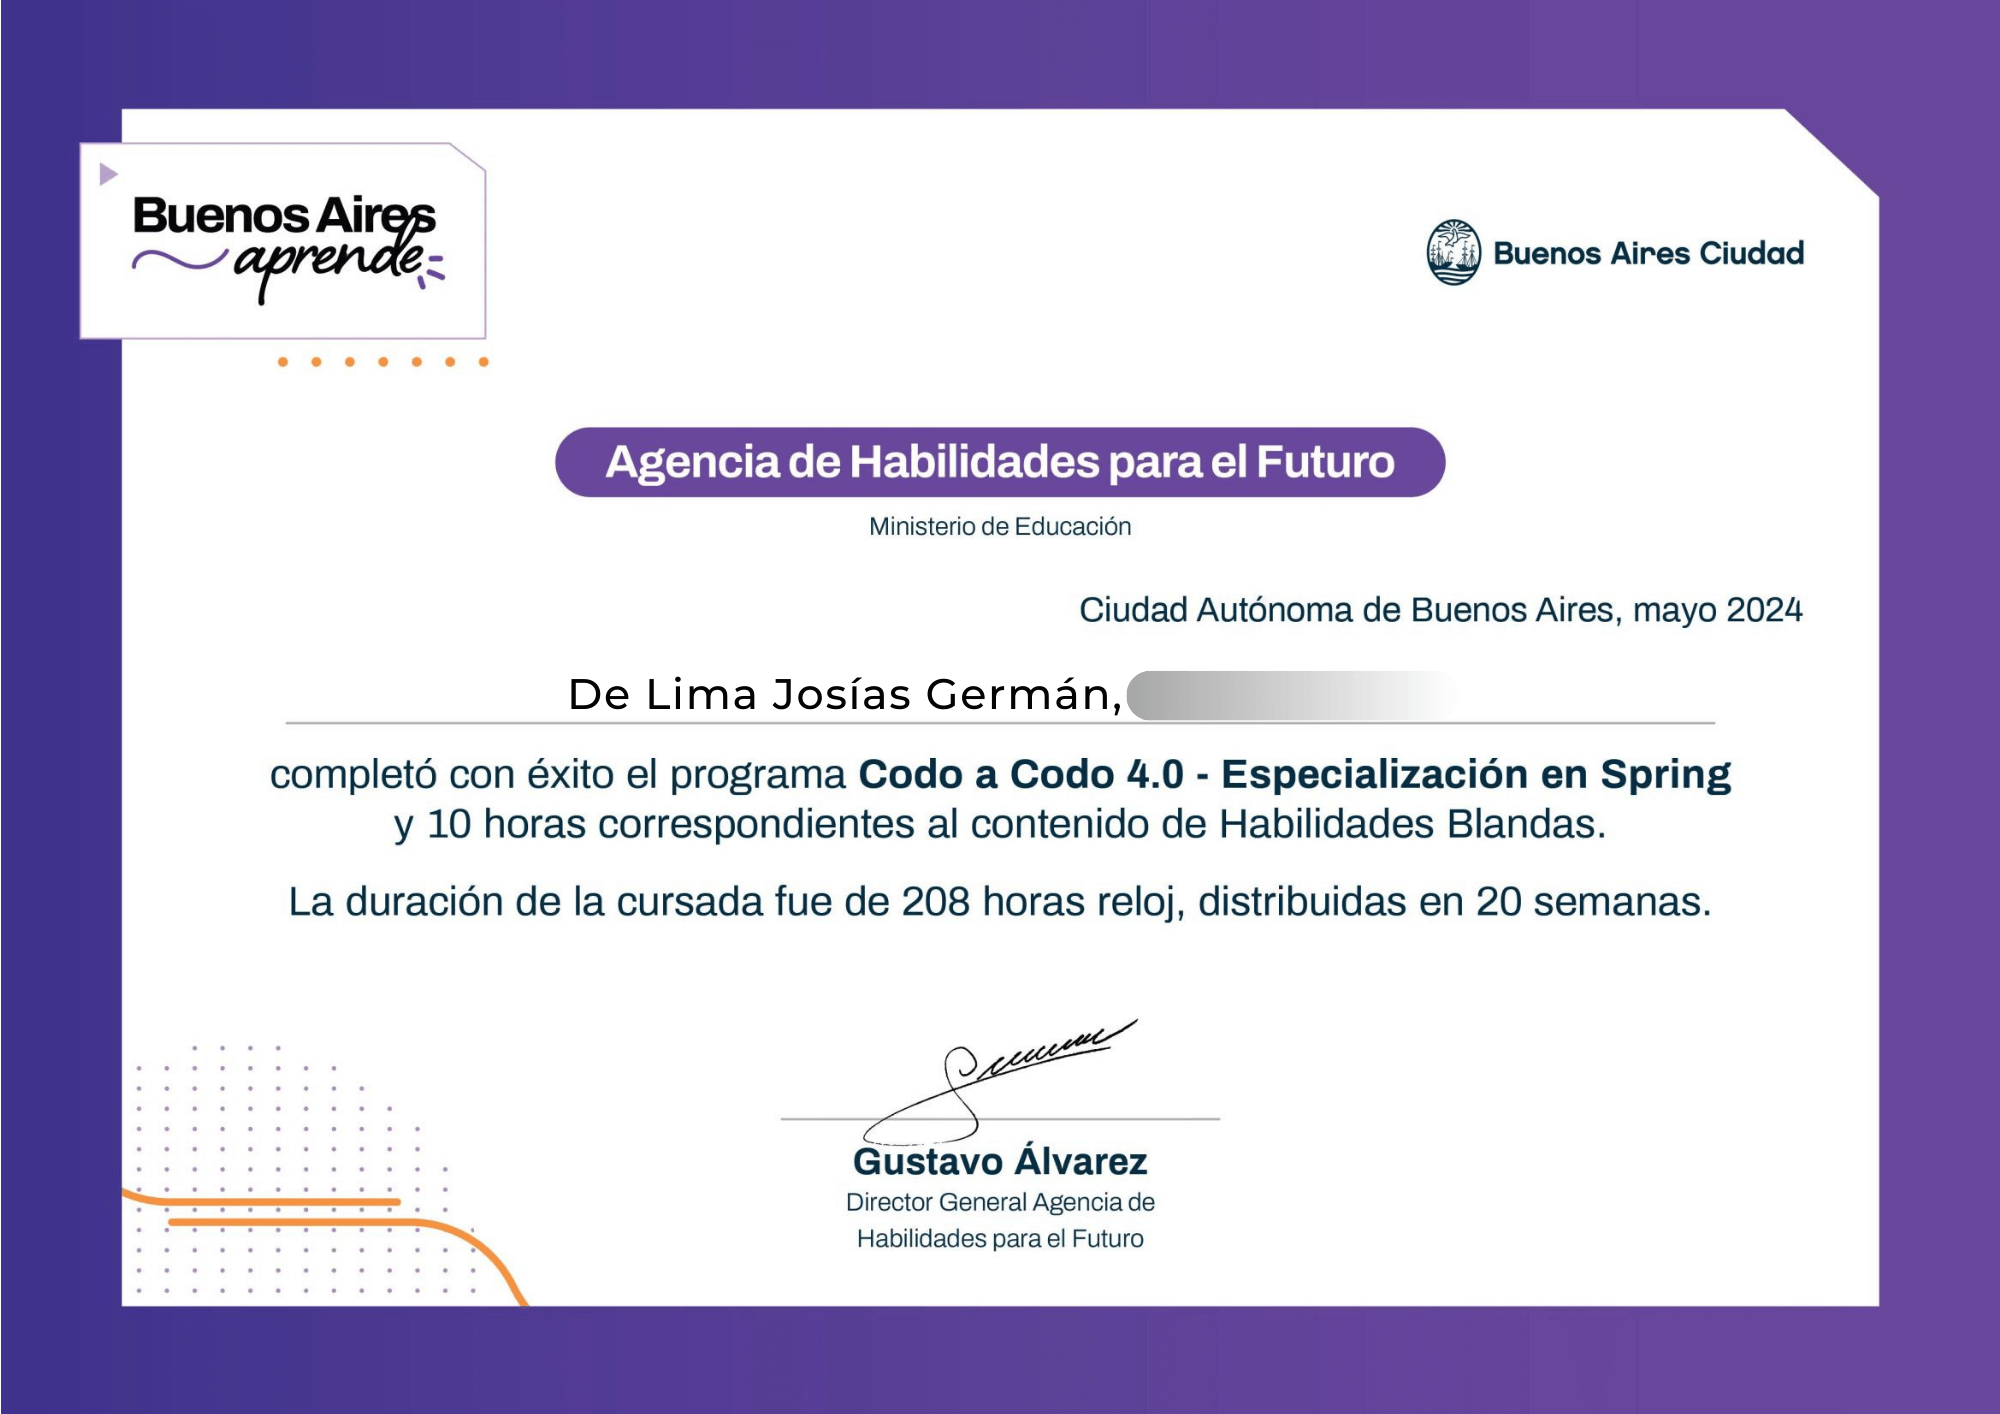 Buenos Aires
aprende
Buenos Aires Ciudad
Agencia de Habilidades para el Futuro
Ministerio de Educación
Ciudad Autónoma de Buenos Aires, mayo 2024
De Lima Josías Germán,
completó con éxito el programa Codo a Codo 4.0 - Especialización en Spring
y 10 horas correspondientes al contenido de Habilidades Blandas.
La duración de la cursada fue de 208 horas reloj, distribuidas en 20 semanas.
Gustavo Álvarez
Director General Agencia de
Habilidades para el Futuro